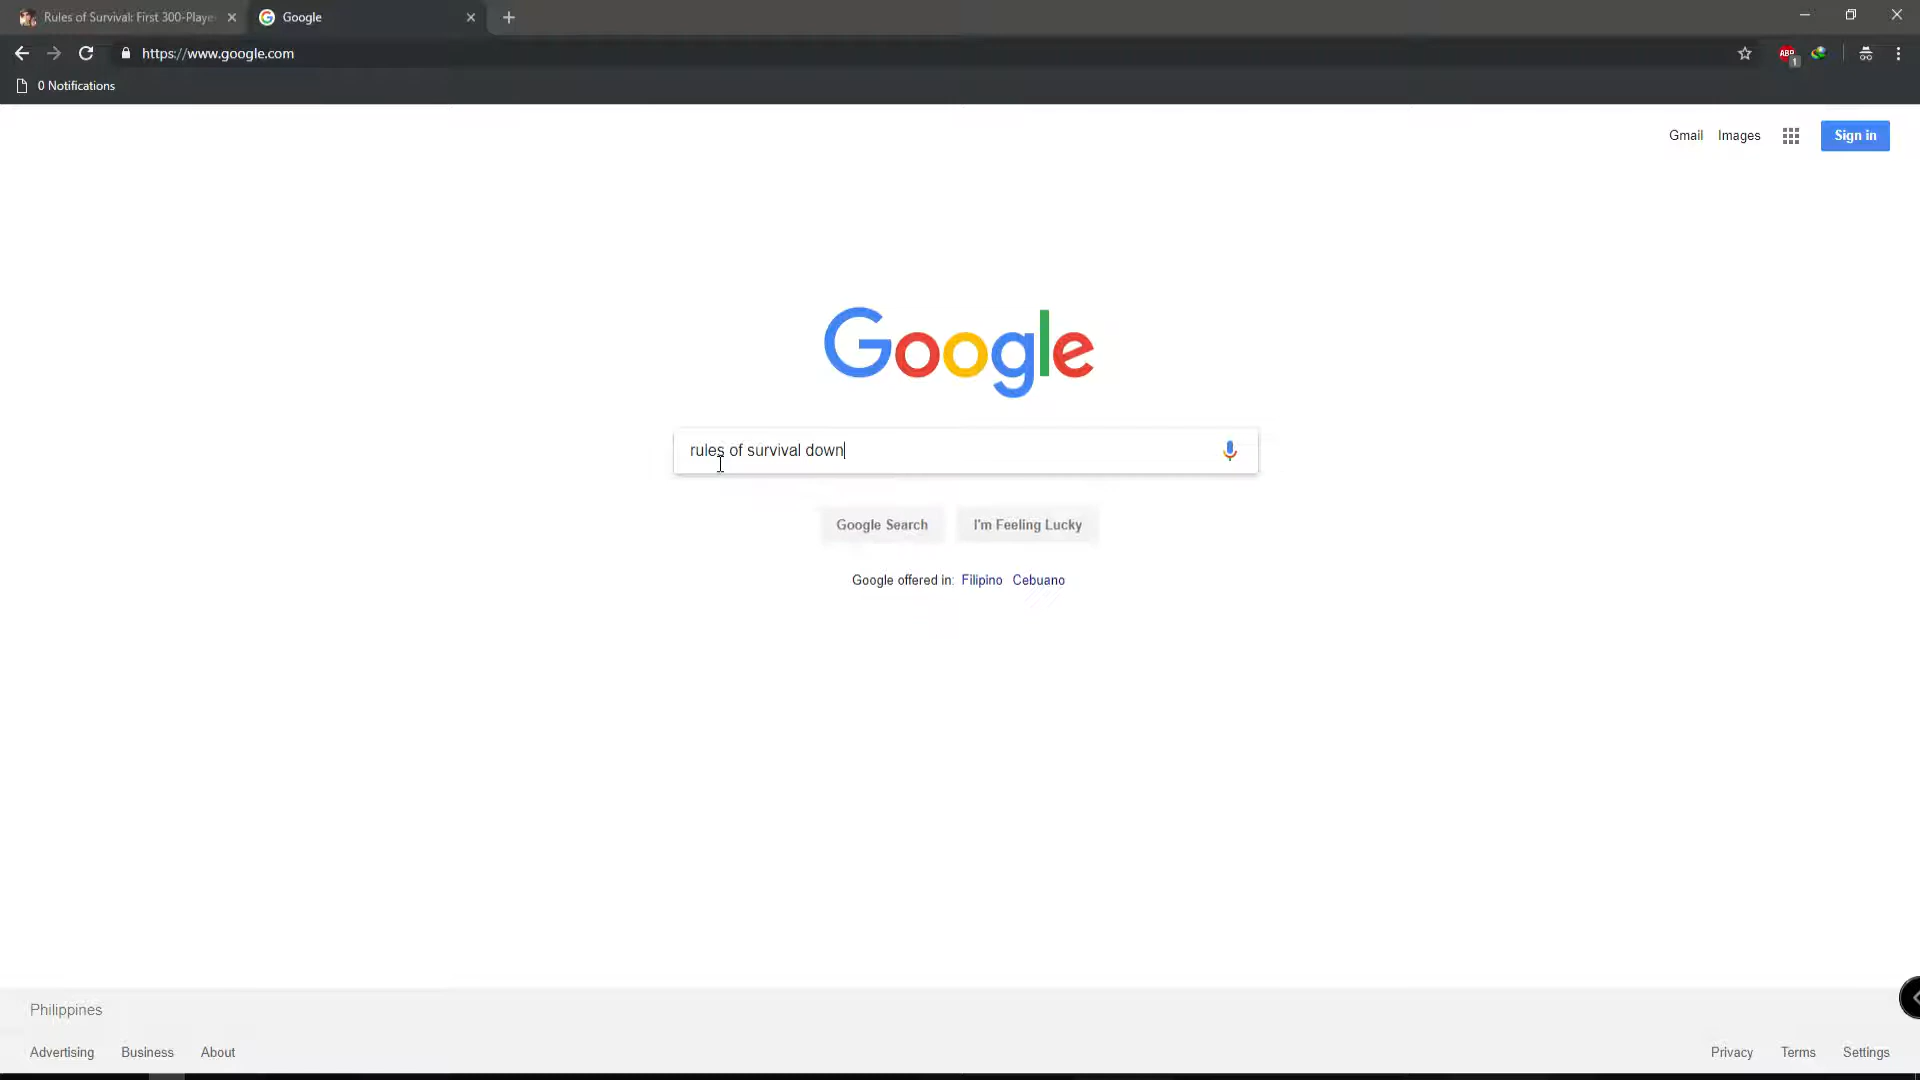 Rules of Survival: First 300-Playe
Google
https://www.google.com
ABP
1
0 Notifications
Gmail Images
Sign in
Google
rules of survival down
Google Search I'm Feeling Lucky
Google offered in: Filipino Cebuano
Philippines
Advertising Business About
Privacy Terms Settings